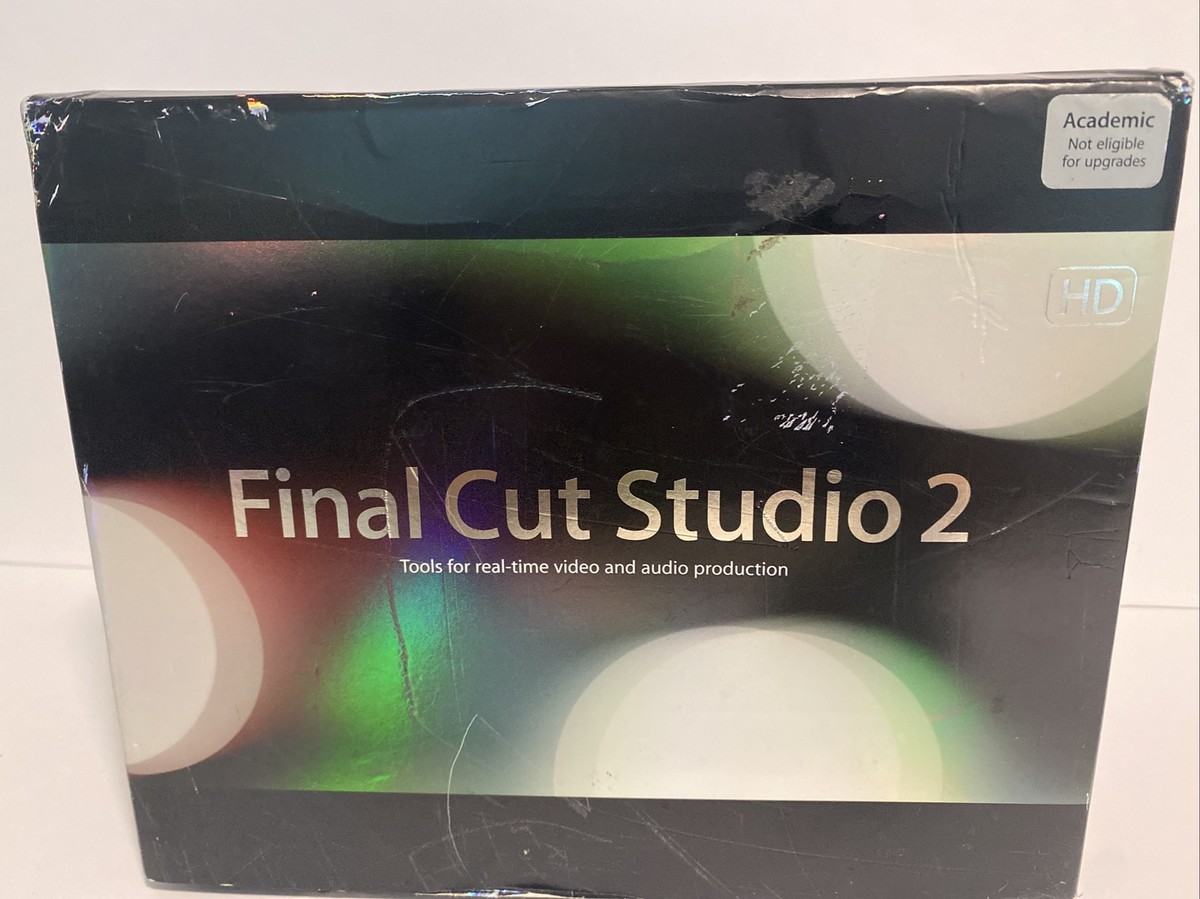 Academic
Not eligible
for upgrades
HD
Final Cut Studio 2
Tools for real-time video and audio production